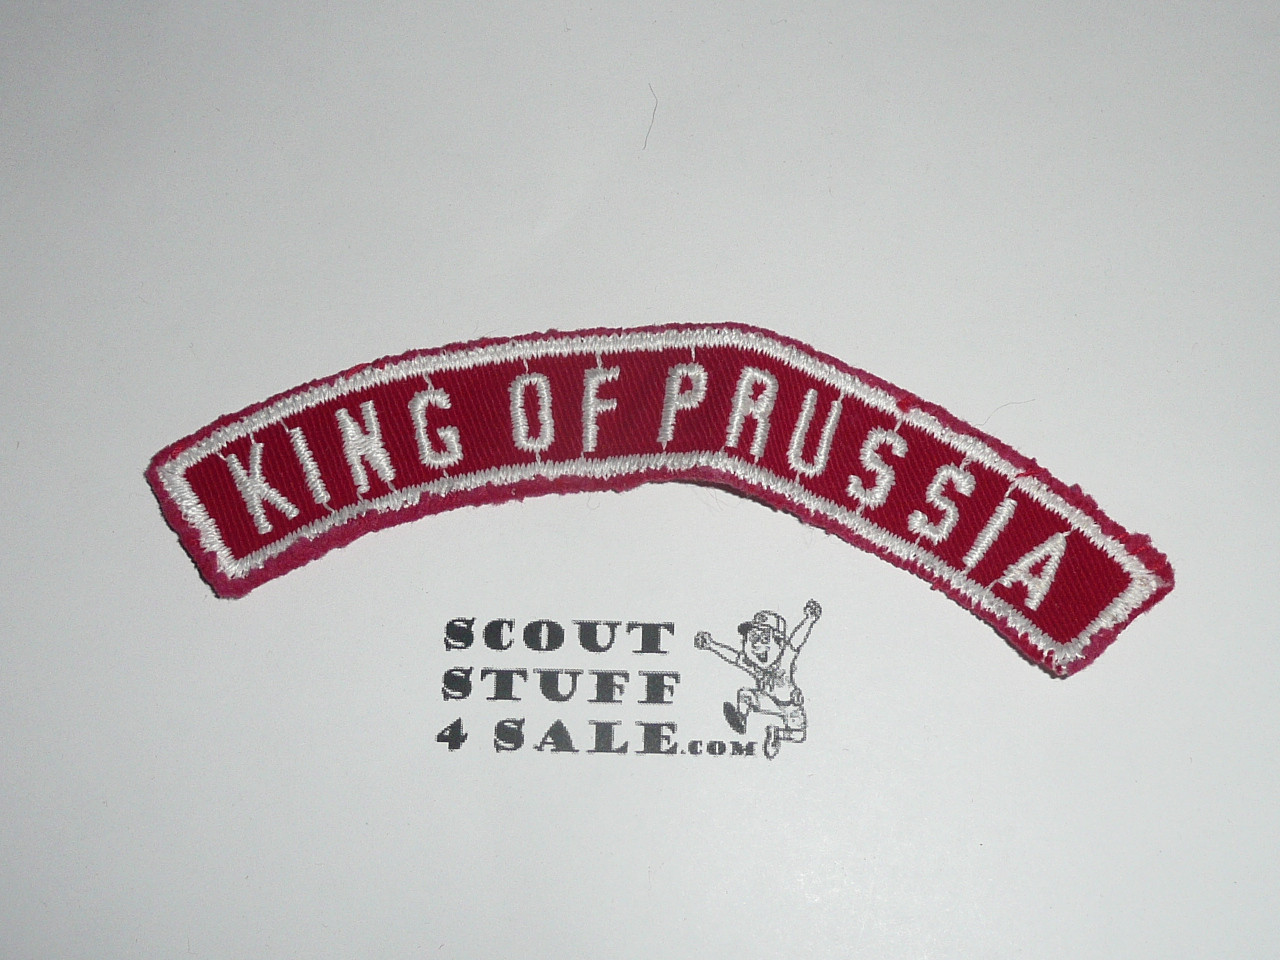 KING OF PRUSSIA
SCOUT
STUFF
4 SALE.COM